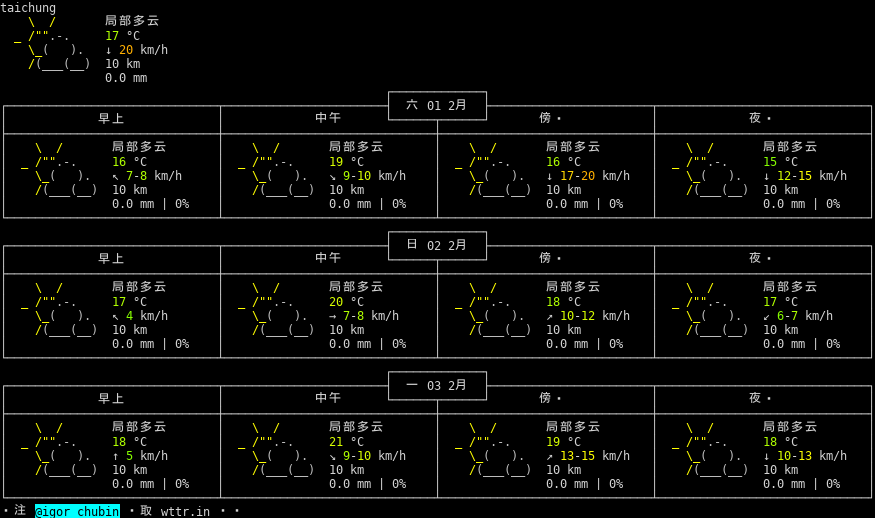 taichung
局部多云
17 °C
↓ 20 km/h
10 km
0.0 mm
六 01 2月
早上 中午 傍· 夜·
局部多云 局部多云 局部多云 局部多云
16 °C 19 °C 16 °C 15 °C
↖ 7-8 km/h ↘ 9-10 km/h ↓ 17-20 km/h ↓ 12-15 km/h
10 km 10 km 10 km 10 km
0.0 mm | 0% 0.0 mm | 0% 0.0 mm | 0% 0.0 mm | 0%
日 02 2月
早上 中午 傍· 夜·
局部多云 局部多云 局部多云 局部多云
17 °C 20 °C 18 °C 17 °C
↖ 4 km/h → 7-8 km/h ↗ 10-12 km/h ↙ 6-7 km/h
10 km 10 km 10 km 10 km
0.0 mm | 0% 0.0 mm | 0% 0.0 mm | 0% 0.0 mm | 0%
一 03 2月
早上 中午 傍· 夜·
局部多云 局部多云 局部多云 局部多云
18 °C 21 °C 19 °C 18 °C
↑ 5 km/h ↘ 9-10 km/h ↗ 13-15 km/h ↓ 10-13 km/h
10 km 10 km 10 km 10 km
0.0 mm | 0% 0.0 mm | 0% 0.0 mm | 0% 0.0 mm | 0%
·注 @igor_chubin ·取 wttr.in · ·